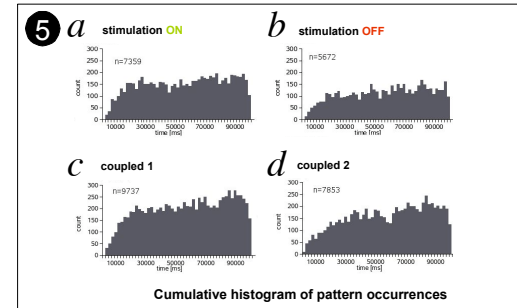 5
a stimulation ON
n=7359
300
250
200
150
100
50
0
count
10000 30000 50000 70000 90000
time [ms]
b stimulation OFF
n=5672
300
250
200
150
100
50
0
count
10000 30000 50000 70000 90000
time [ms]
c coupled 1
n=9737
300
250
200
150
100
50
0
count
10000 30000 50000 70000 90000
time [ms]
d coupled 2
n=7853
300
250
200
150
100
50
0
count
10000 30000 50000 70000 90000
time [ms]
Cumulative histogram of pattern occurrences